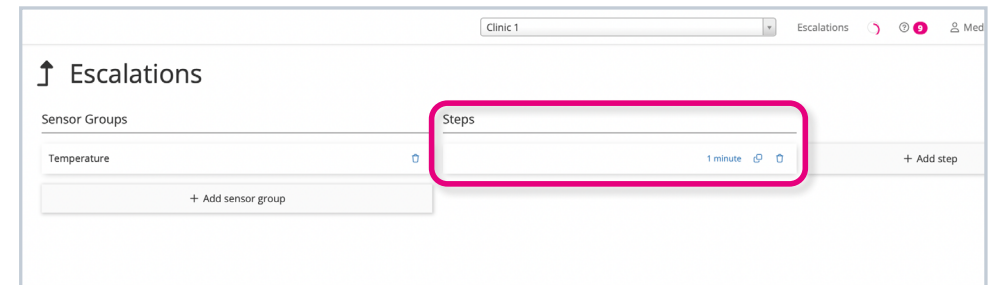 Clinic 1
Escalations
9
Med
Escalations
Sensor Groups
Steps
Temperature
1 minute
+ Add step
+ Add sensor group